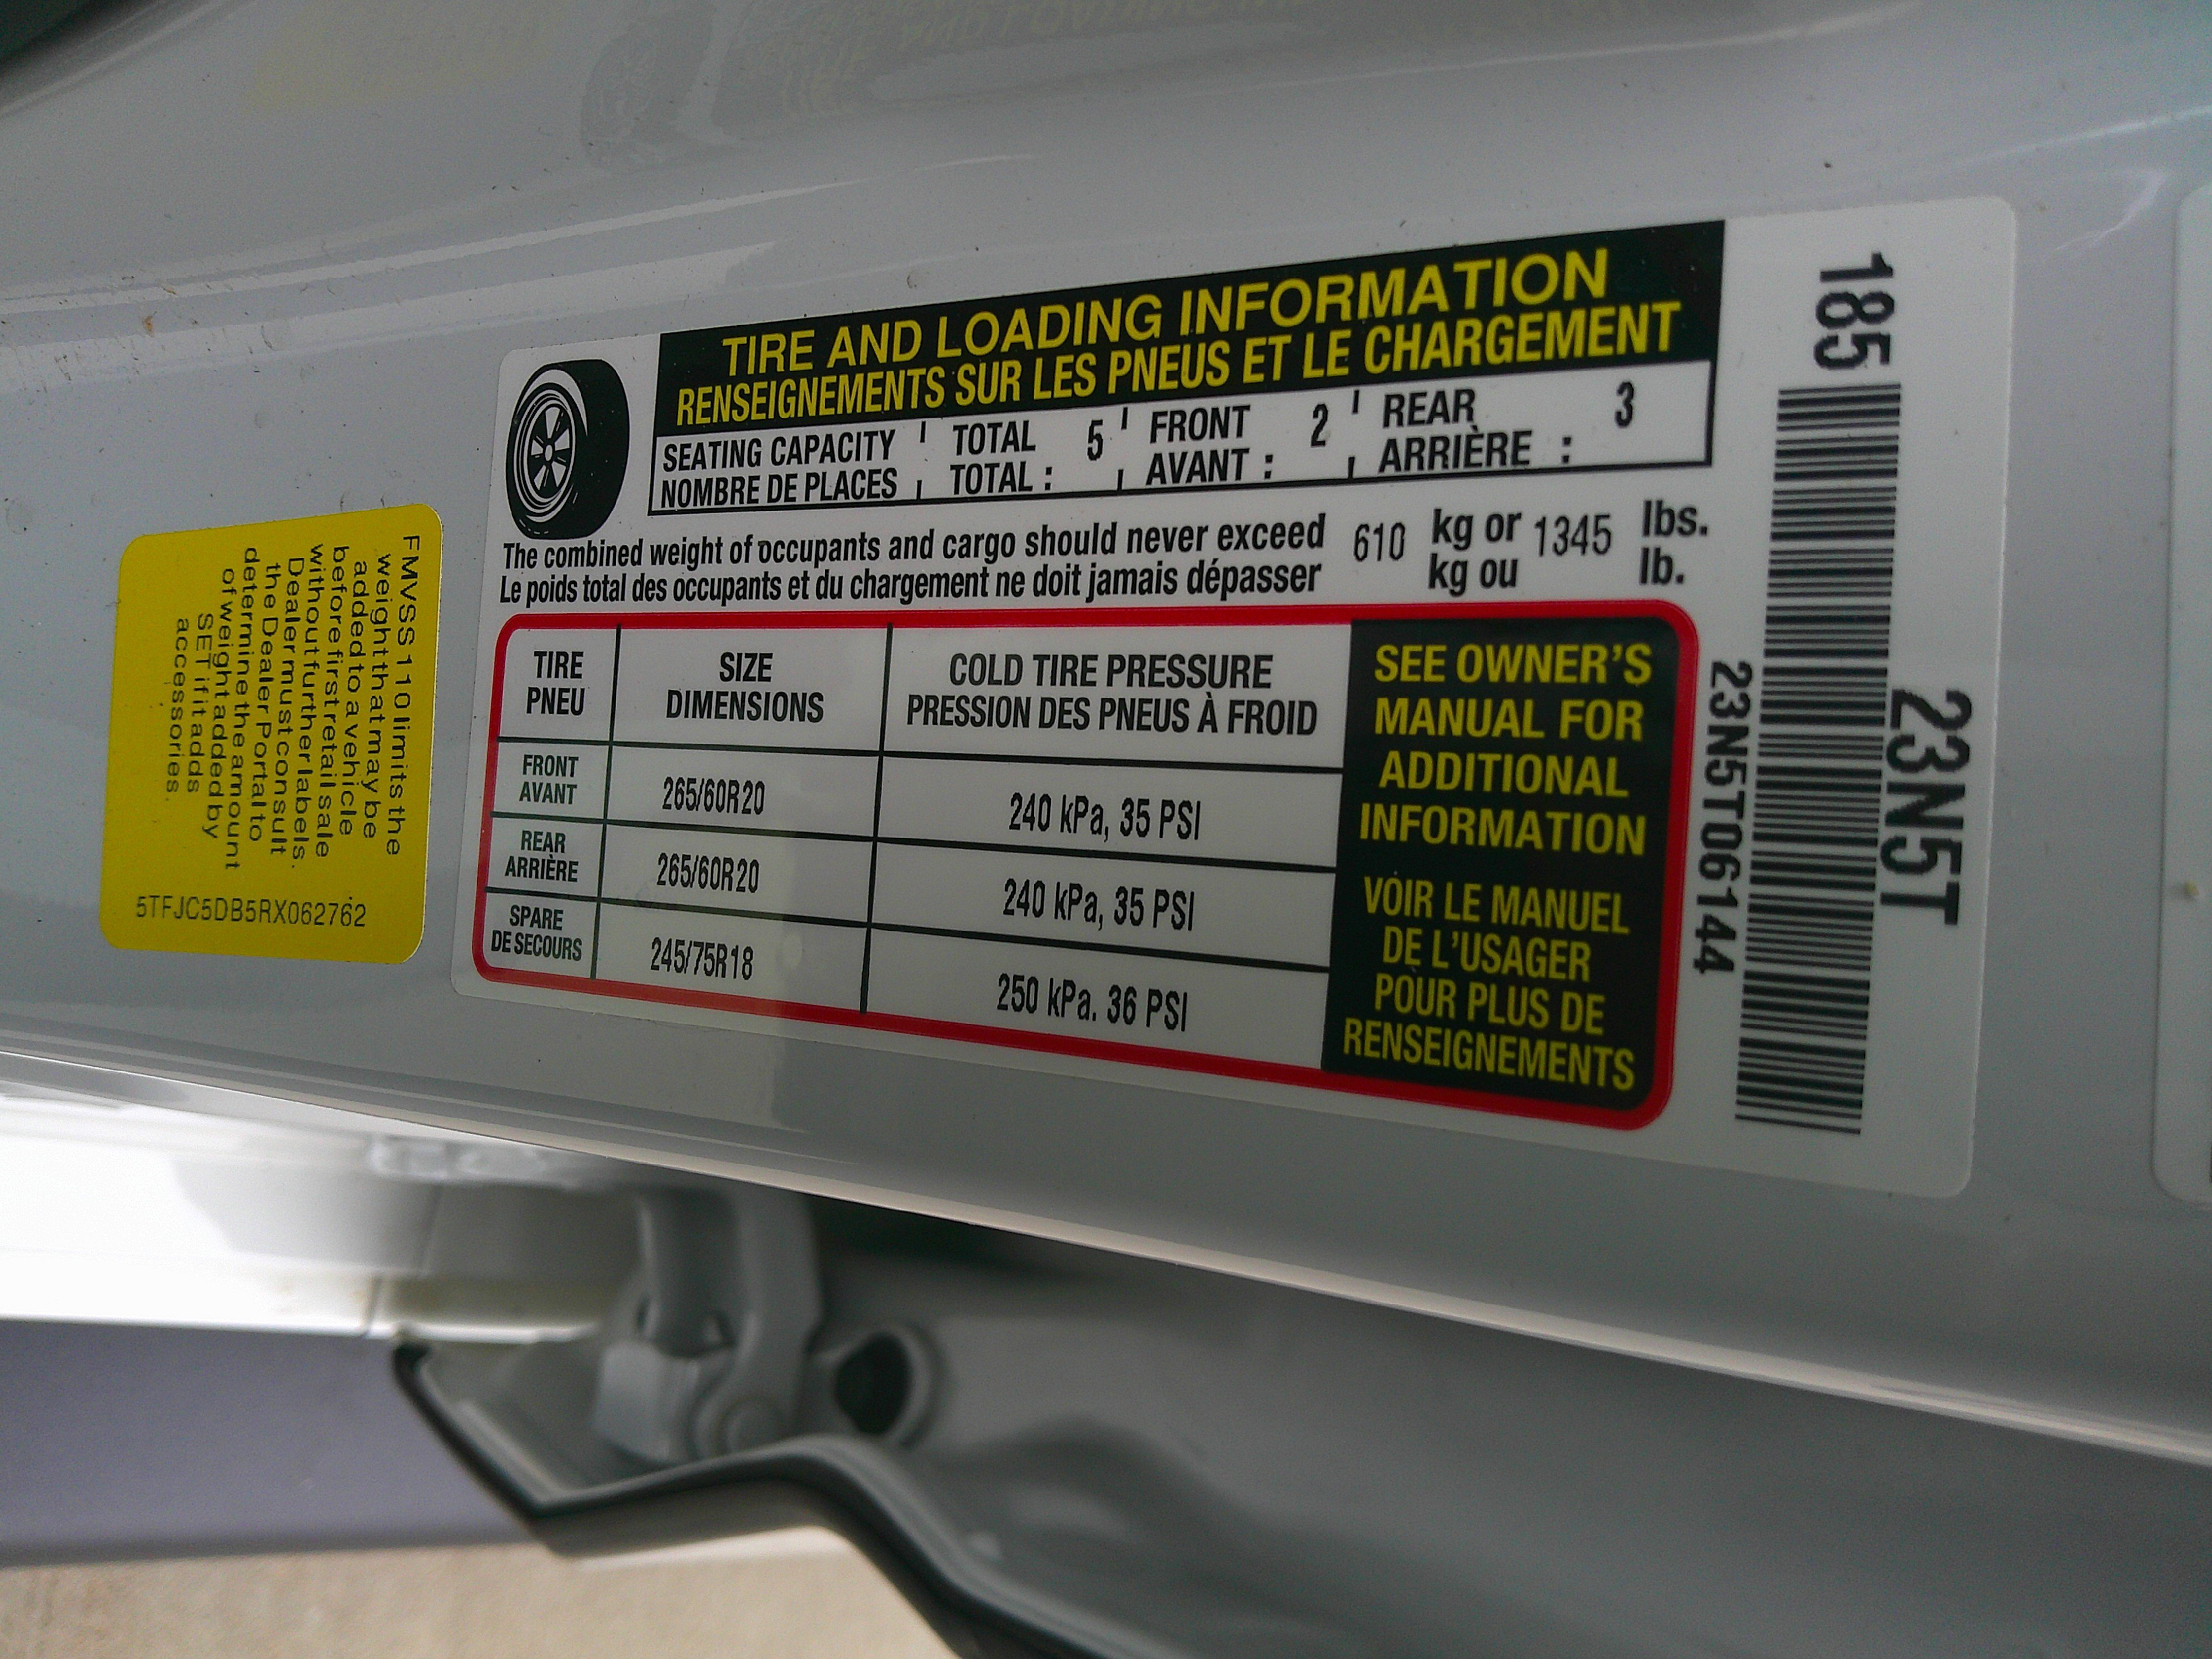 TIRE AND LOADING INFORMATION
RENSEIGNEMENTS SUR LES PNEUS ET LE CHARGEMENT
SEATING CAPACITY TOTAL 5 FRONT 2 REAR 3
NOMBRE DE PLACES TOTAL : AVANT : ARRIÈRE :
The combined weight of occupants and cargo should never exceed 610 kg or 1345 lbs.
Le poids total des occupants et du chargement ne doit jamais dépasser kg ou lb.
TIRE SIZE COLD TIRE PRESSURE
PNEU DIMENSIONS PRESSION DES PNEUS À FROID
FRONT
AVANT 265/60R20 240 kPa, 35 PSI
REAR
ARRIÈRE 265/60R20 240 kPa, 35 PSI
SPARE
DE SECOURS 245/75R18 250 kPa. 36 PSI
SEE OWNER'S
MANUAL FOR
ADDITIONAL
INFORMATION
VOIR LE MANUEL
DE L'USAGER
POUR PLUS DE
RENSEIGNEMENTS
185
23N5T06144
23N5T
FMVSS 110 limits the
weight that may be
added to a vehicle
before first retail sale
without further labels.
Dealer must consult
the Dealer Portal to
determine the amount
of weight added by
SET if it adds
accessories.
5TFJC5DB5RX062762